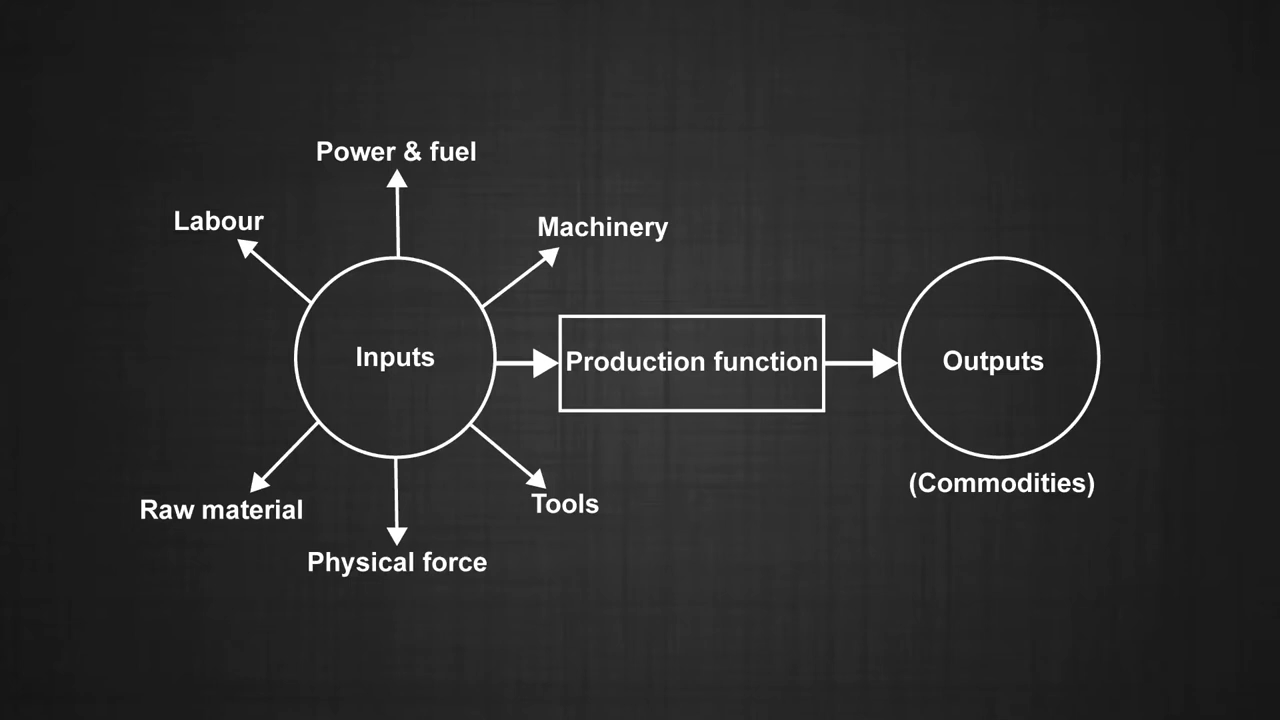 Power & fuel
Labour
Machinery
Inputs
Production function
Outputs
(Commodities)
Raw material
Tools
Physical force